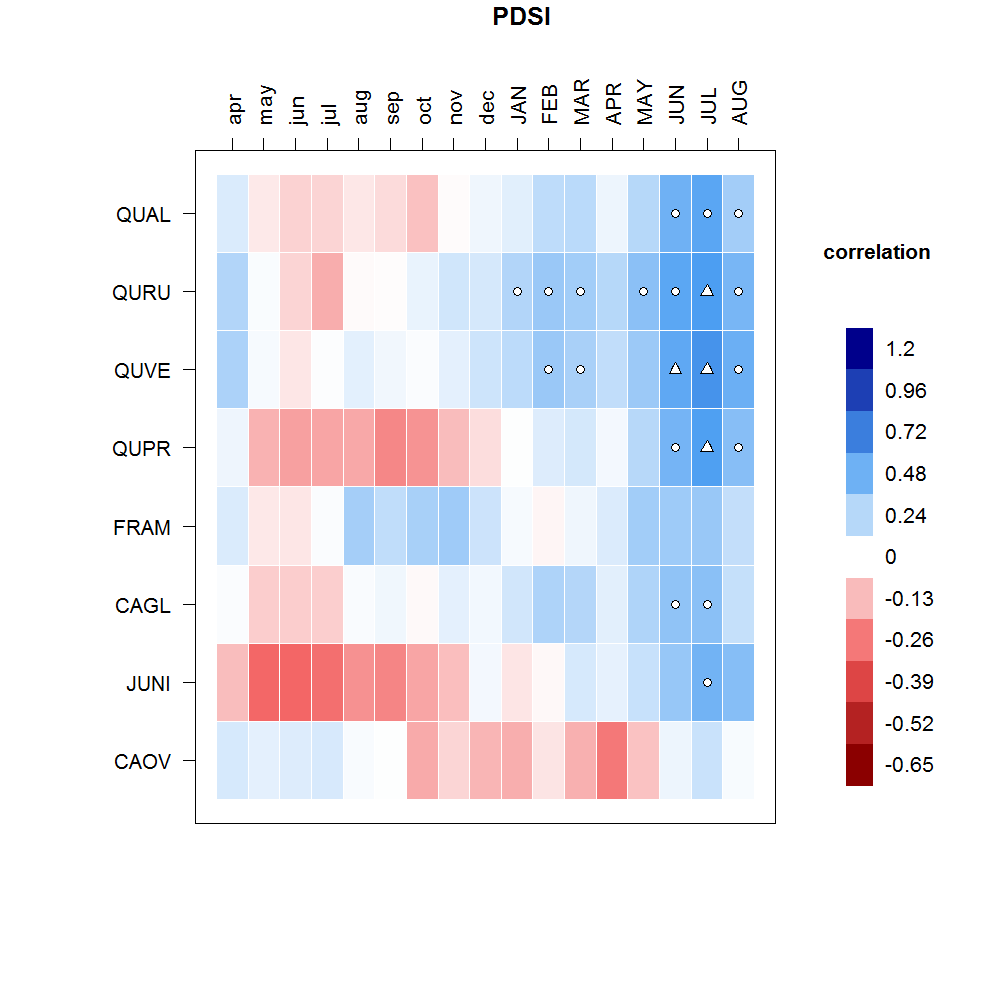 PDSI
apr may jun jul aug sep oct nov dec JAN FEB MAR APR MAY JUN JUL AUG
QUAL
QURU
QUVE
QUPR
FRAM
CAGL
JUNI
CAOV
correlation
1.2
0.96
0.72
0.48
0.24
0
-0.13
-0.26
-0.39
-0.52
-0.65